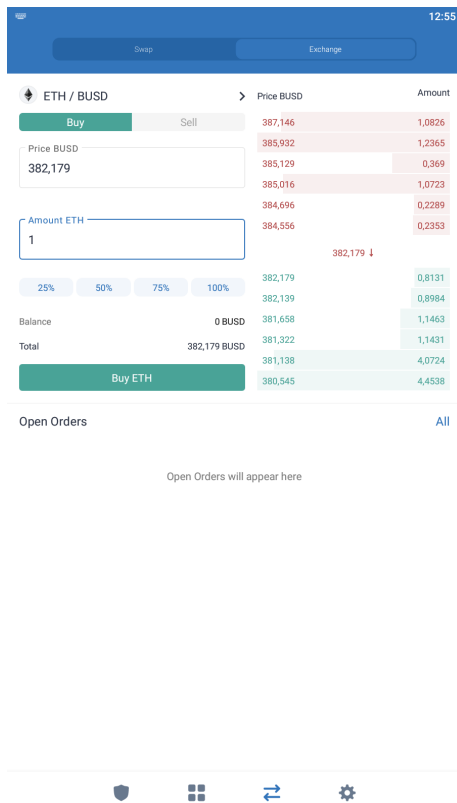 12:55
Swap
Exchange
ETH / BUSD
Buy
Sell
Price BUSD
382,179
Amount ETH
1
25%
50%
75%
100%
Balance
0 BUSD
Total
382,179 BUSD
Buy ETH
Price BUSD
Amount
387,146
1,0826
385,932
1,2365
385,129
0,369
385,016
1,0723
384,696
0,2289
384,556
0,2353
382,179 ↓
382,179
0,8131
382,139
0,8984
381,658
1,1463
381,322
1,1431
381,138
4,0724
380,545
4,4538
Open Orders
All
Open Orders will appear here